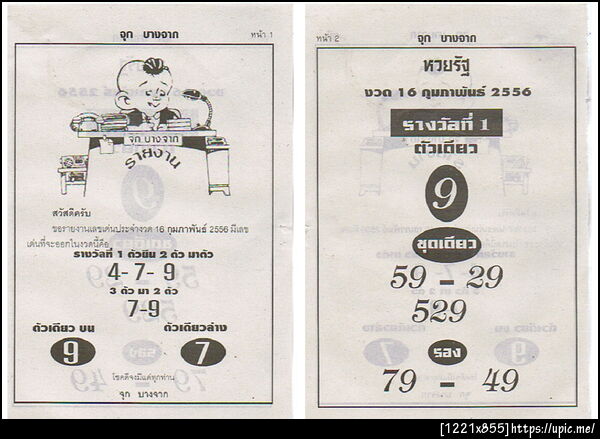 จุก บางจาก
หน้า 1
จุก บางจาก
รายงาน
สวัสดีครับ
ขอรายงานเลขเด่นประจำงวด 16 กุมภาพันธ์ 2556 มีเลข
เด่นที่จะออกในงวดนี้คือ
รางวัลที่ 1 ตัวยืน 2 ตัว มาตัว
4-7-9
3 ตัว มา 2 ตัว
7-9
ตัวเดียว บน
ตัวเดียวล่าง
9
7
โชคดีจงมีแด่ทุกท่าน
จุก บางจาก
หน้า 2
จุก บางจาก
หวยรัฐ
งวด 16 กุมภาพันธ์ 2556
รางวัลที่ 1
ตัวเดียว
9
ชุดเดียว
59 - 29
529
รอง
79 - 49
[1221x855]https://upic.me/